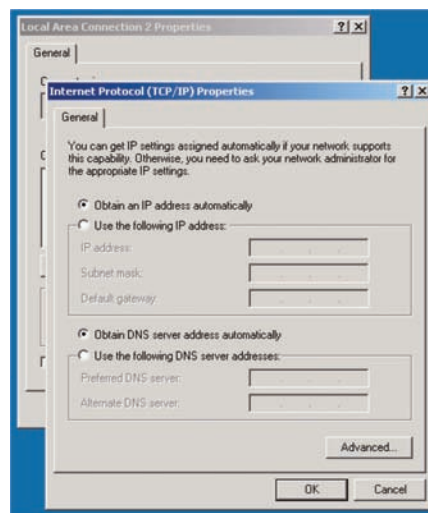 Local Area Connection 2 Properties
General
Internet Protocol (TCP/IP) Properties
General
You can get IP settings assigned automatically if your network supports
this capability. Otherwise, you need to ask your network administrator for
the appropriate IP settings.
Obtain an IP address automatically
Use the following IP address:
IP address:
Subnet mask:
Default gateway:
Obtain DNS server address automatically
Use the following DNS server addresses:
Preferred DNS server:
Alternate DNS server:
Advanced...
OK
Cancel